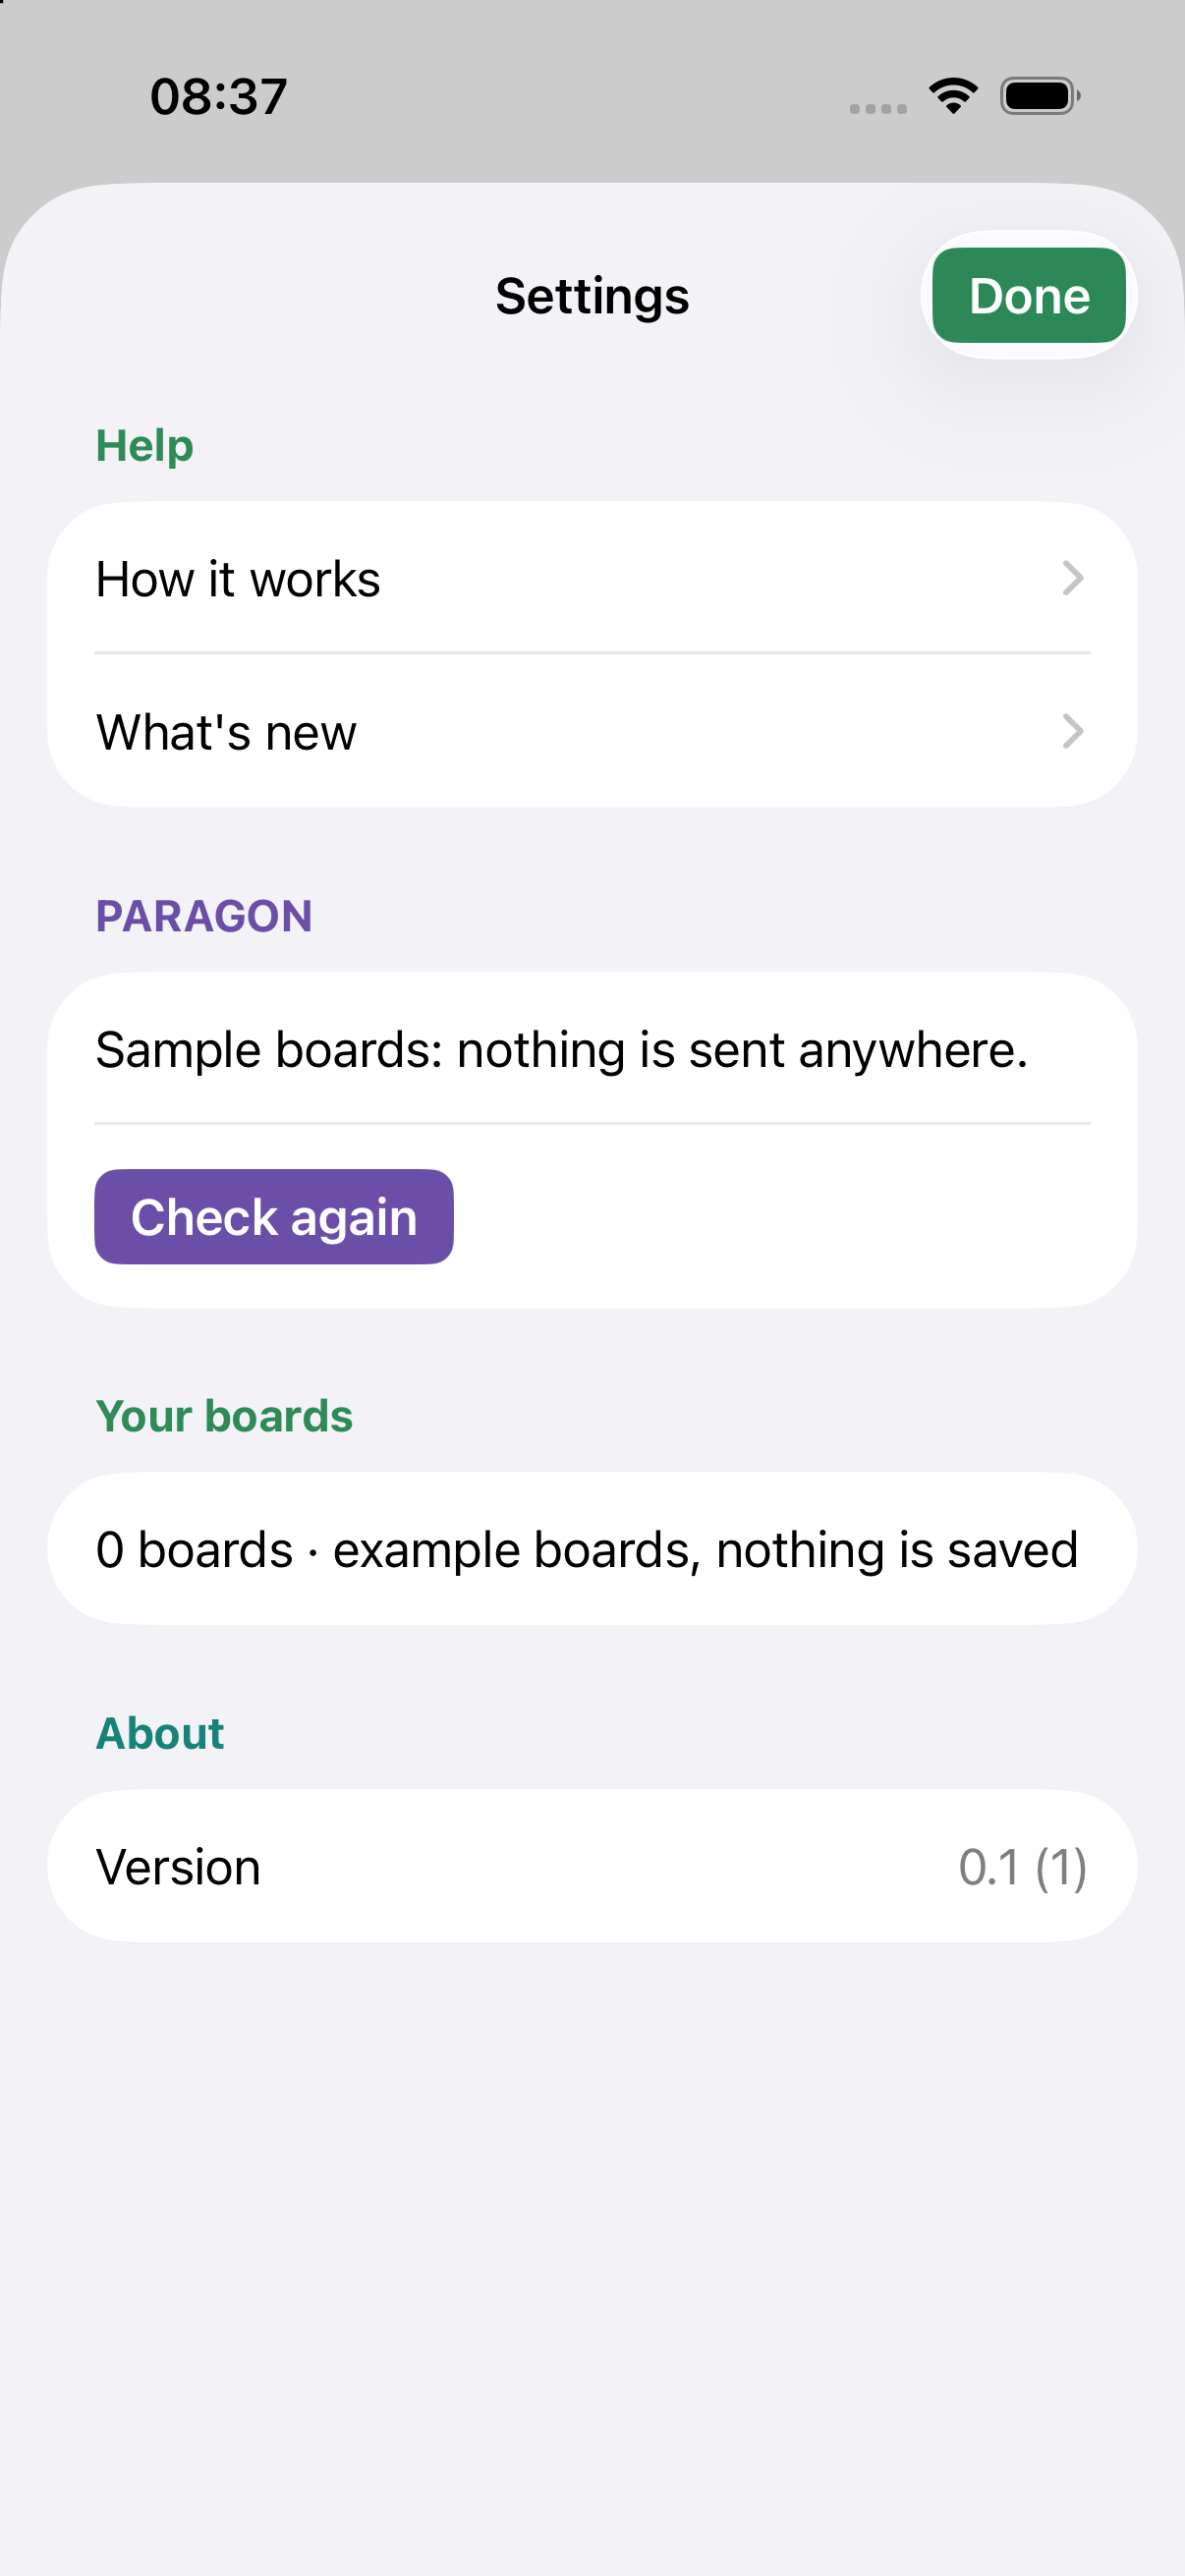 08:37
Settings
Done
Help
How it works
What's new
PARAGON
Sample boards: nothing is sent anywhere.
Check again
Your boards
0 boards · example boards, nothing is saved
About
Version 0.1 (1)